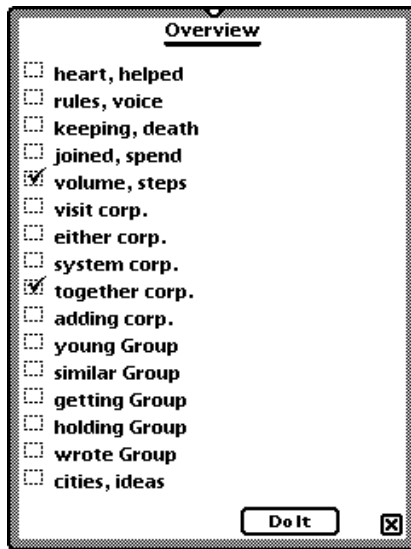 Overview
heart, helped
rules, voice
keeping, death
joined, spend
volume, steps
visit corp.
either corp.
system corp.
together corp.
adding corp.
young Group
similar Group
getting Group
holding Group
wrote Group
cities, ideas
Do It